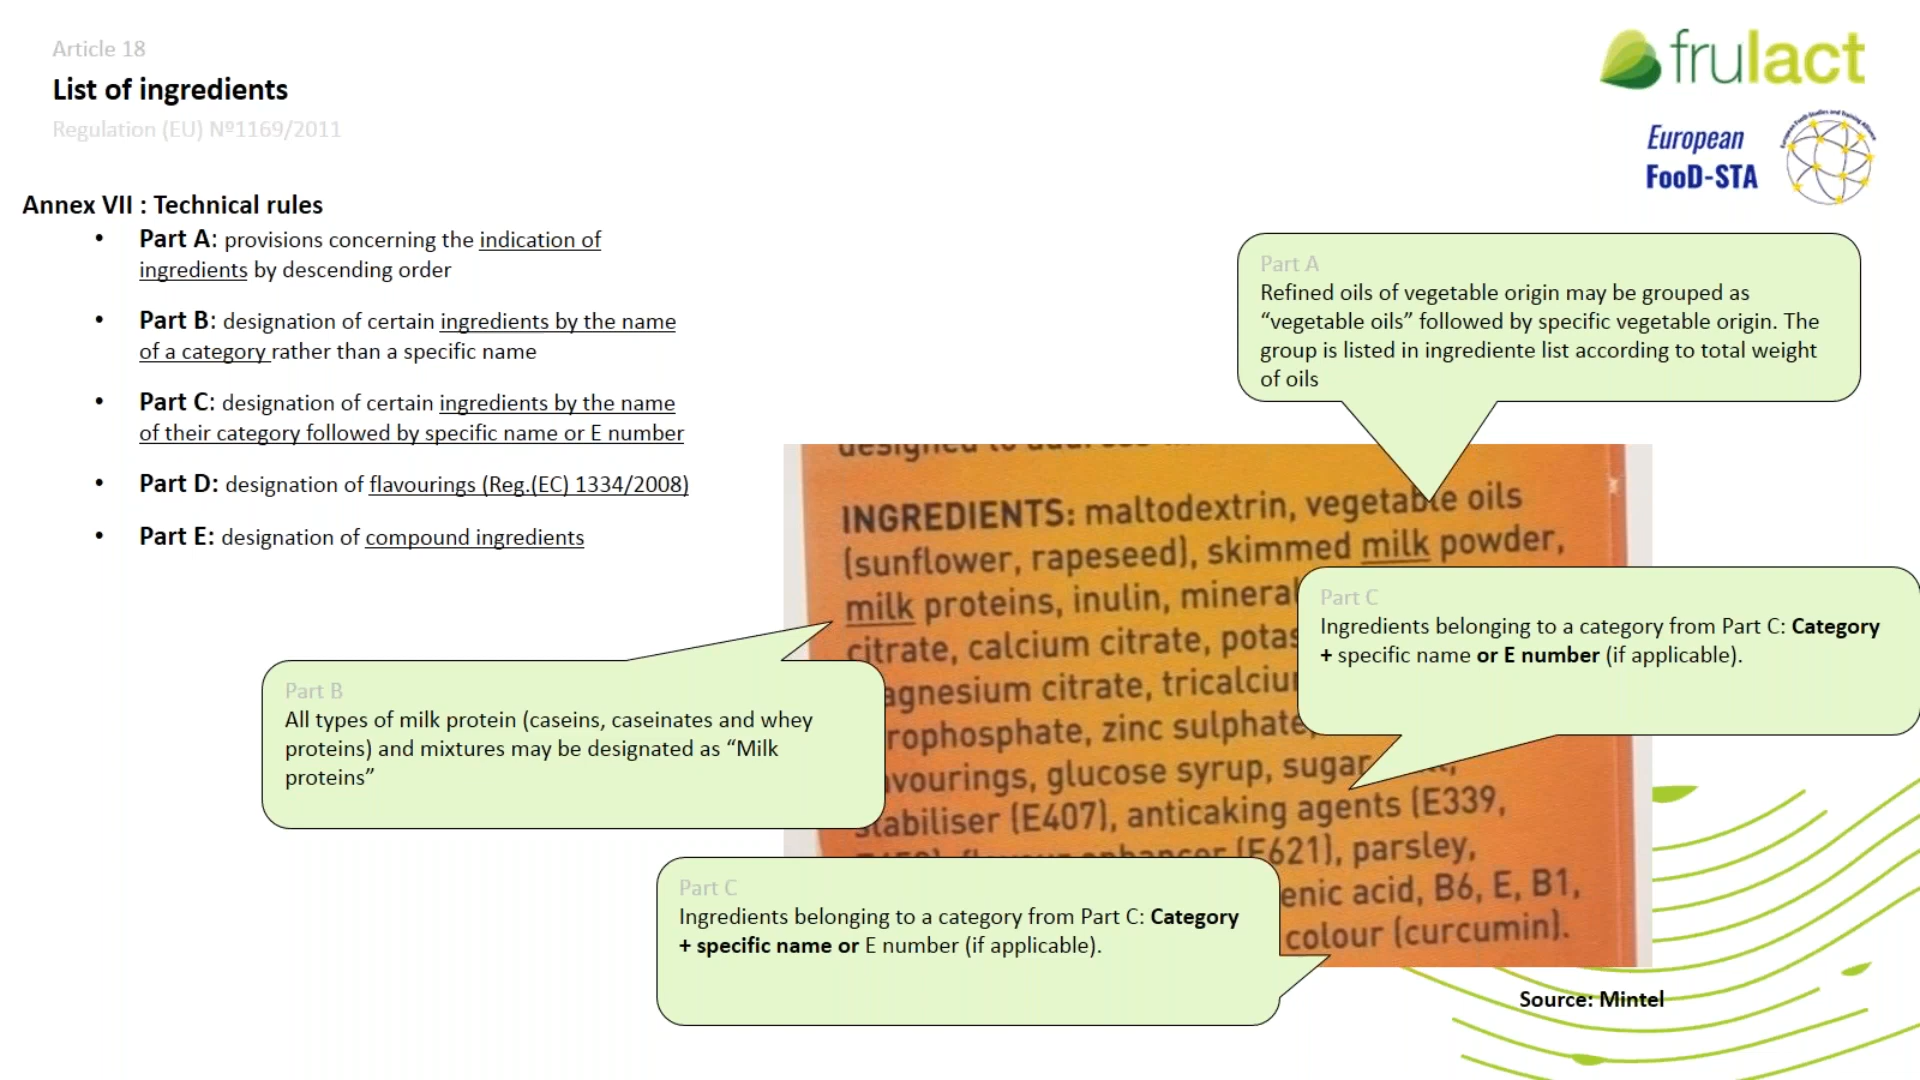 Article 18
List of ingredients
Regulation (EU) Nº1169/2011
frulact
European
FooD-STA
European Food Studies and Training Alliance
Annex VII : Technical rules
• Part A: provisions concerning the indication of
ingredients by descending order
• Part B: designation of certain ingredients by the name
of a category rather than a specific name
• Part C: designation of certain ingredients by the name
of their category followed by specific name or E number
• Part D: designation of flavourings (Reg.(EC) 1334/2008)
• Part E: designation of compound ingredients
Part A
Refined oils of vegetable origin may be grouped as
“vegetable oils” followed by specific vegetable origin. The
group is listed in ingrediente list according to total weight
of oils
designed to
INGREDIENTS: maltodextrin, vegetable oils
(sunflower, rapeseed), skimmed milk powder,
milk proteins, inulin, minera
citrate, calcium citrate, potas
agnesium citrate, tricalciu
rophosphate, zinc sulphate,
avourings, glucose syrup, sugar
stabiliser (E407), anticaking agents (E339,
(E621), parsley,
enic acid, B6, E, B1,
colour (curcumin).
Part C
Ingredients belonging to a category from Part C: Category
+ specific name or E number (if applicable).
Part B
All types of milk protein (caseins, caseinates and whey
proteins) and mixtures may be designated as “Milk
proteins”
Part C
Ingredients belonging to a category from Part C: Category
+ specific name or E number (if applicable).
Source: Mintel